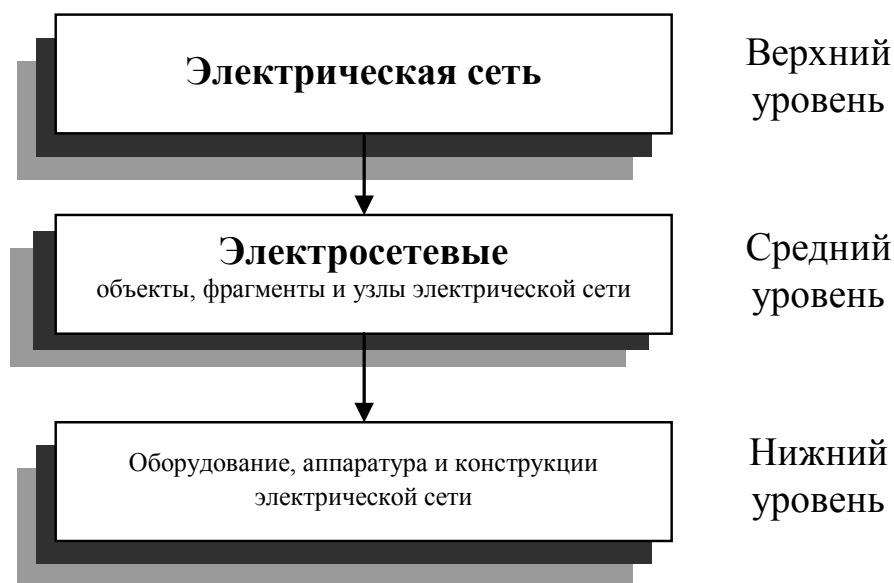 Электрическая сеть
Верхний
уровень
Электросетевые
объекты, фрагменты и узлы электрической сети
Средний
уровень
Оборудование, аппаратура и конструкции
электрической сети
Нижний
уровень